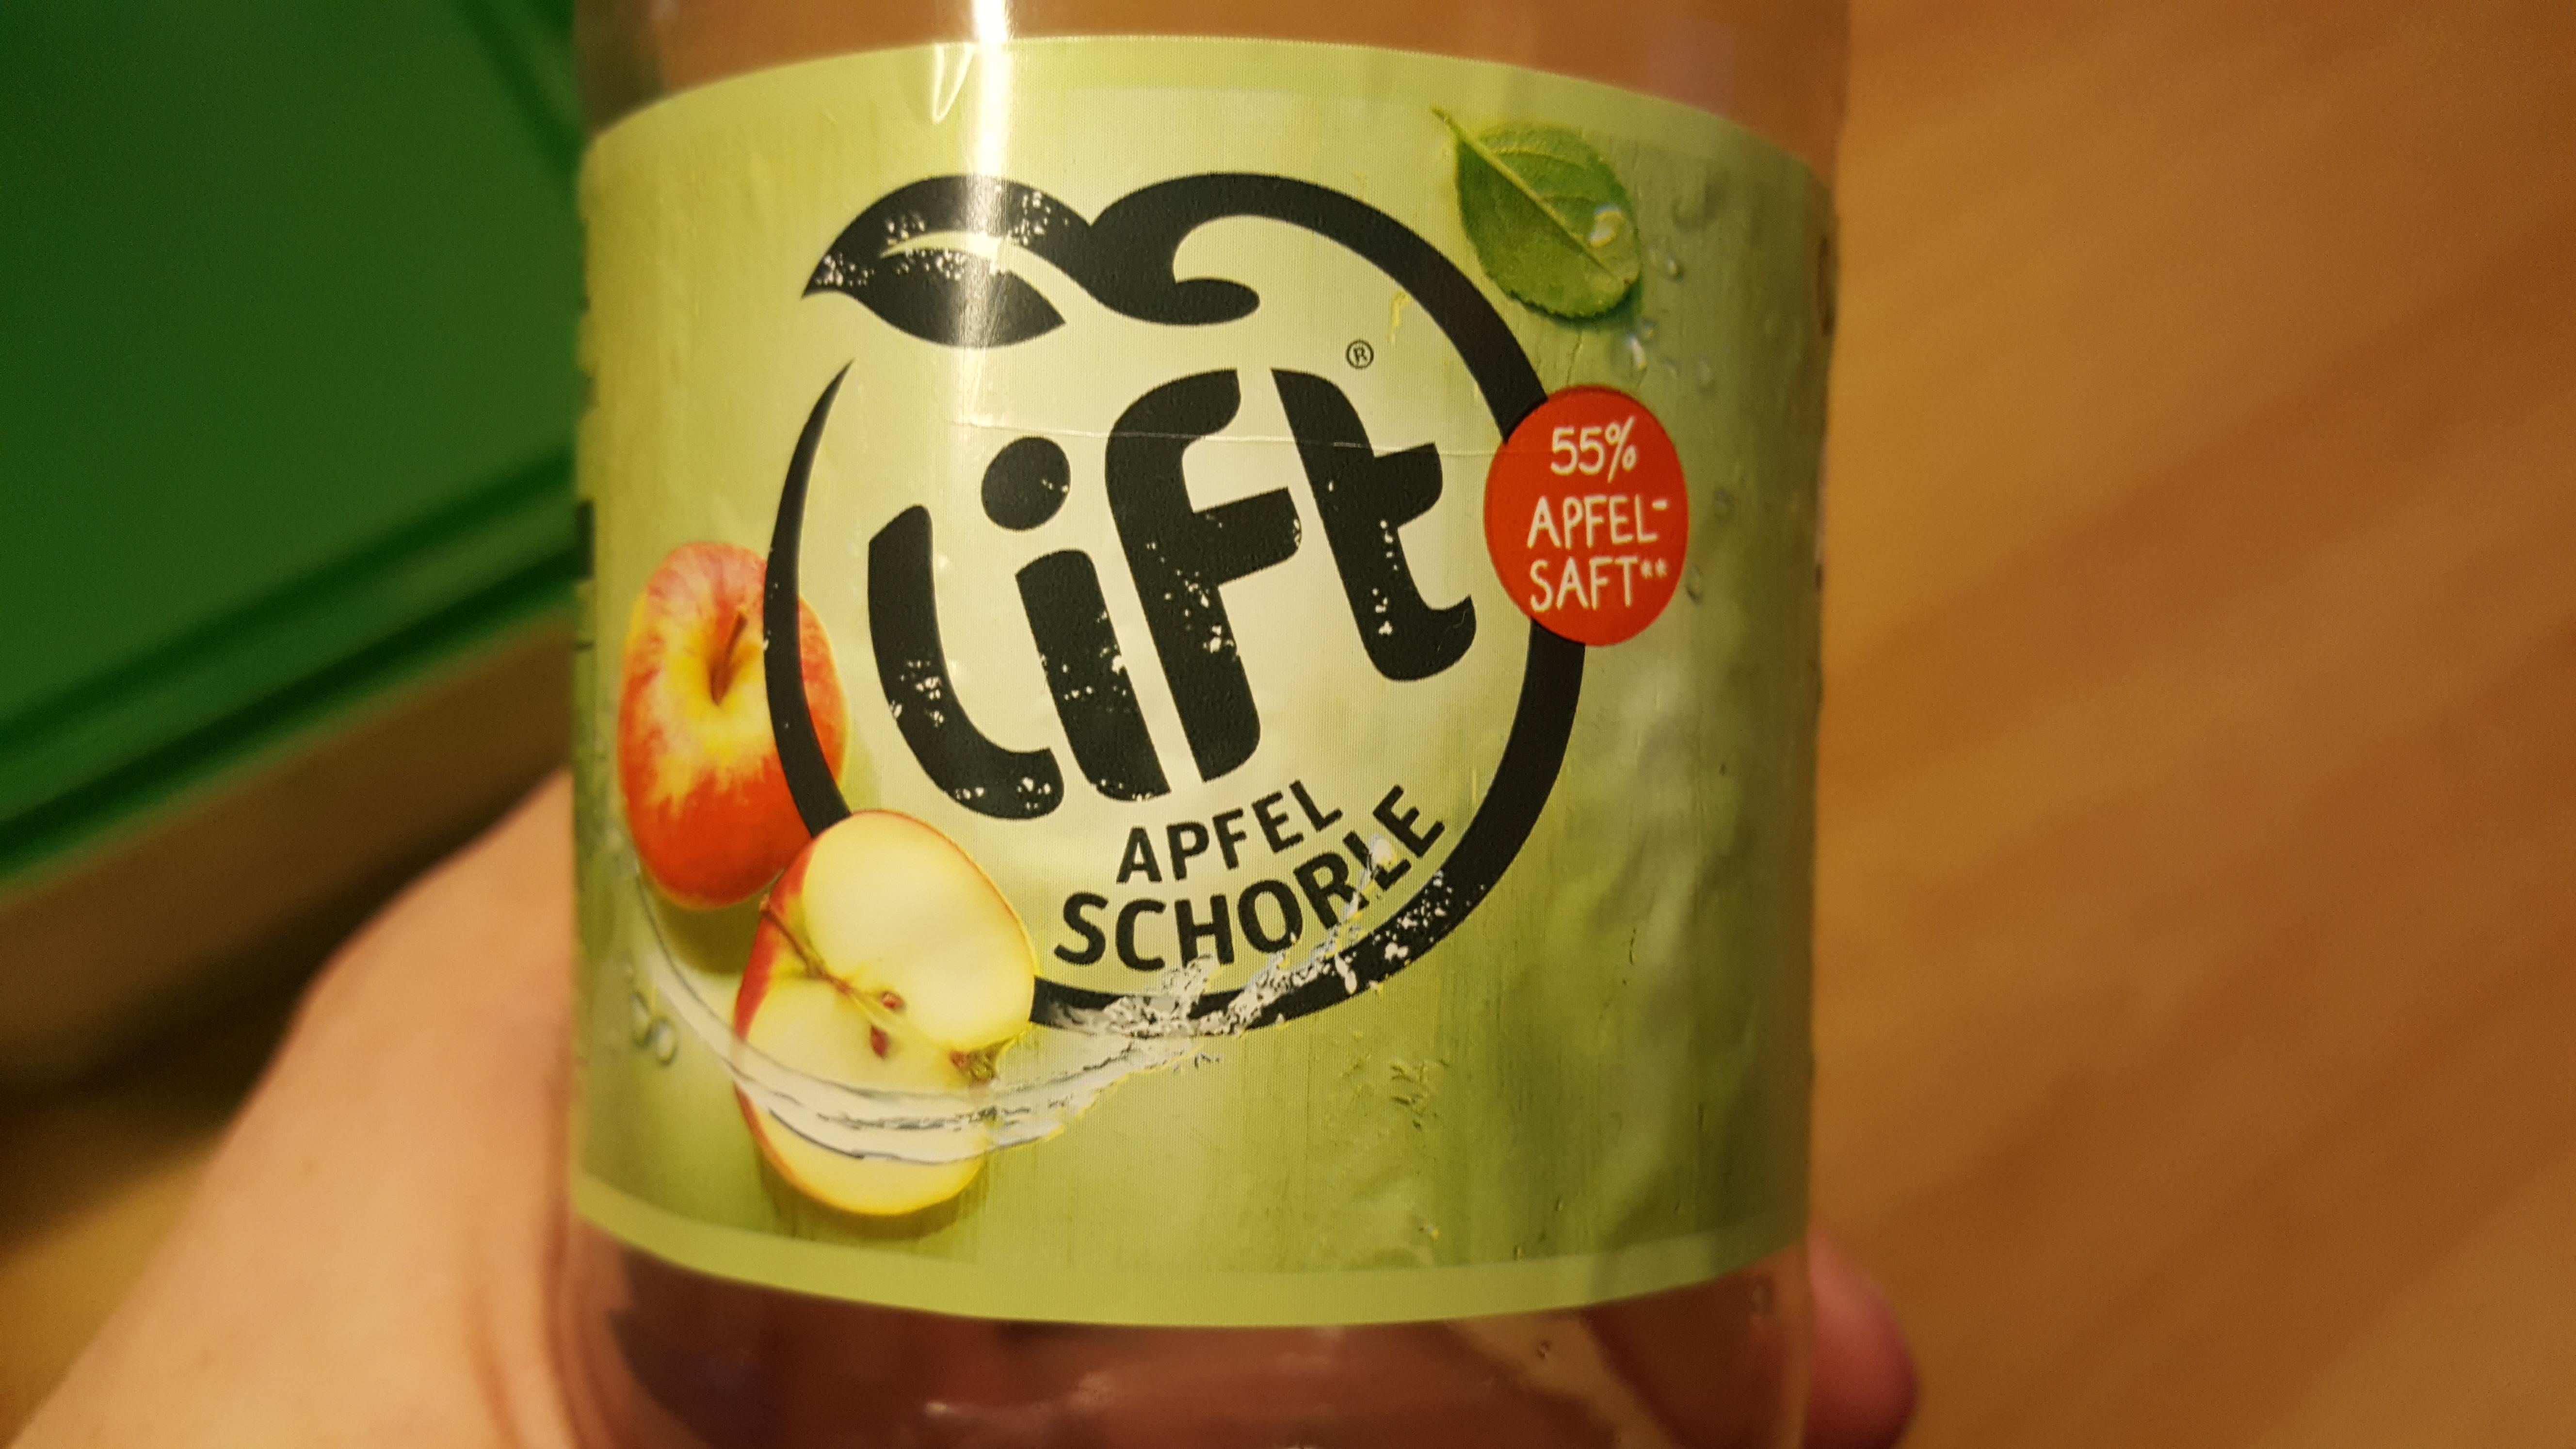 Lift®
APFEL
SCHORLE
55%
APFEL-
SAFT**